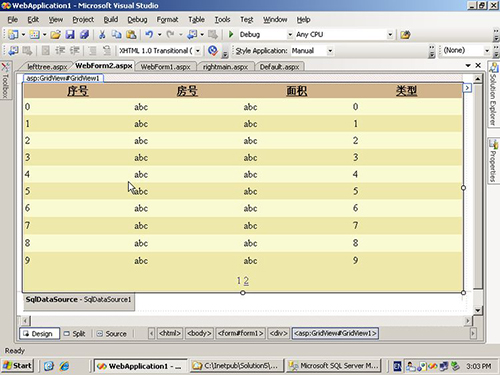 WebApplication1 - Microsoft Visual Studio
File Edit View Website Project Build Debug Format Table Tools Window Help
Debug Any CPU
XHTML 1.0 Transitional ( Style Application: Manual (None)
lefttree.aspx WebForm2.aspx WebForm1.aspx rightmain.aspx Default.aspx
Toolbox
Solution Explorer
Properties
asp:GridView#GridView1
序号 房号 面积 类型
0 abc abc 0
1 abc abc 1
2 abc abc 2
3 abc abc 3
4 abc abc 4
5 abc abc 5
6 abc abc 6
7 abc abc 7
8 abc abc 8
9 abc abc 9
1 2
SqlDataSource - SqlDataSource1
Design Split Source <html> <body> <form#form1> <div> <asp:GridView#GridView1>
Ready
Start WebApplication1 - ... C:\Inetpub\Solution5\... Microsoft SQL Server M... EN 3:03 PM